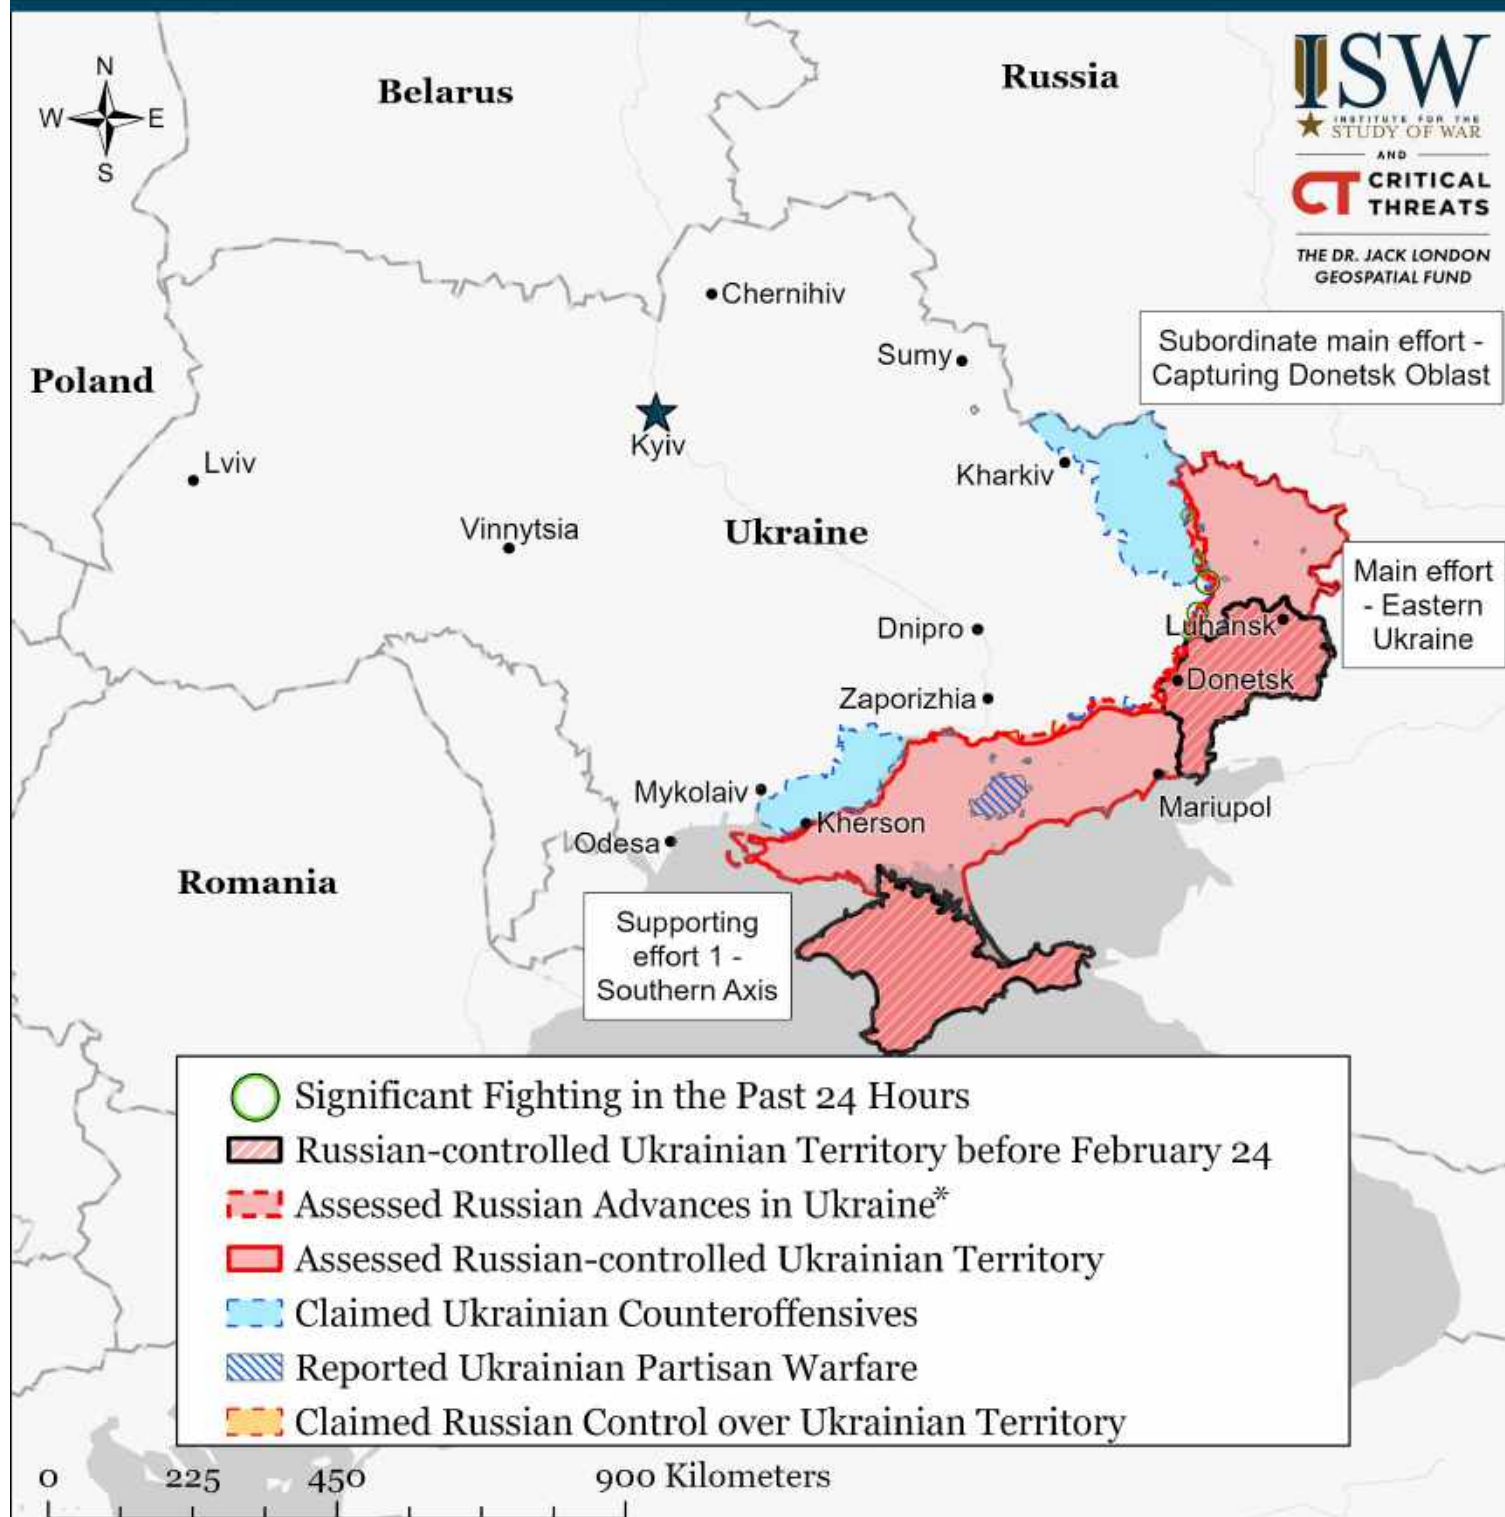 N
W E
S
Belarus
Russia
ISW
INSTITUTE FOR THE
STUDY OF WAR
AND
CT CRITICAL
THREATS
THE DR. JACK LONDON
GEOSPATIAL FUND
Chernihiv
Subordinate main effort -
Capturing Donetsk Oblast
Sumy
Poland
Kyiv
Lviv
Kharkiv
Vinnytsia
Ukraine
Main effort
- Eastern
Ukraine
Dnipro
Luhansk
Donetsk
Zaporizhia
Mykolaiv
Mariupol
Kherson
Odesa
Romania
Supporting
effort 1 -
Southern Axis
Significant Fighting in the Past 24 Hours
Russian-controlled Ukrainian Territory before February 24
Assessed Russian Advances in Ukraine*
Assessed Russian-controlled Ukrainian Territory
Claimed Ukrainian Counteroffensives
Reported Ukrainian Partisan Warfare
Claimed Russian Control over Ukrainian Territory
0 225 450 900 Kilometers